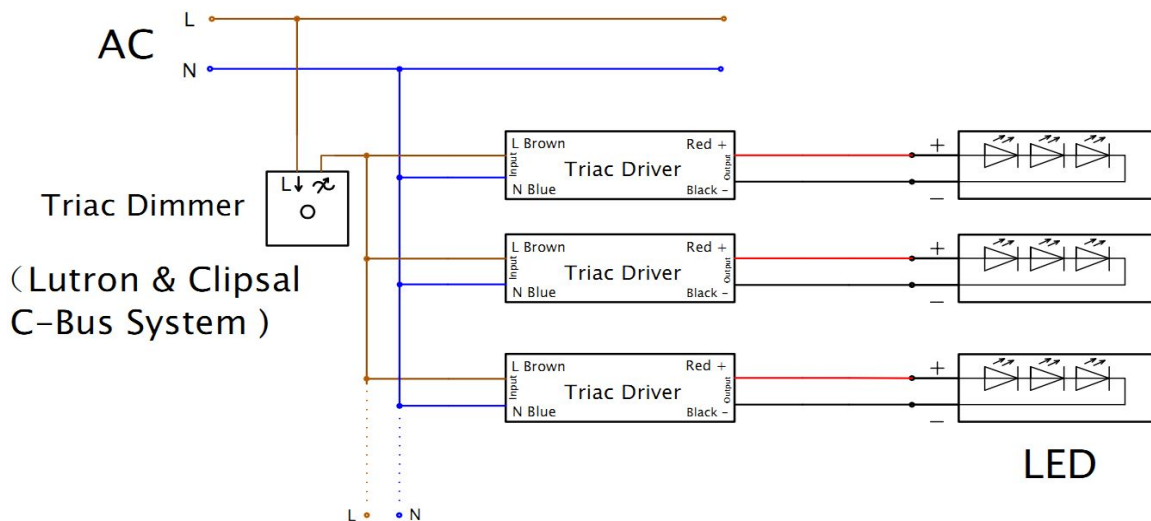 L
AC
N
L Brown
Red +
Input
Triac Driver
Output
N Blue
Black -
+
-
L
Triac Dimmer
(Lutron & Clipsal
C-Bus System )
L Brown
Red +
Input
Triac Driver
Output
N Blue
Black -
+
-
L Brown
Red +
Input
Triac Driver
Output
N Blue
Black -
+
-
LED
L
N